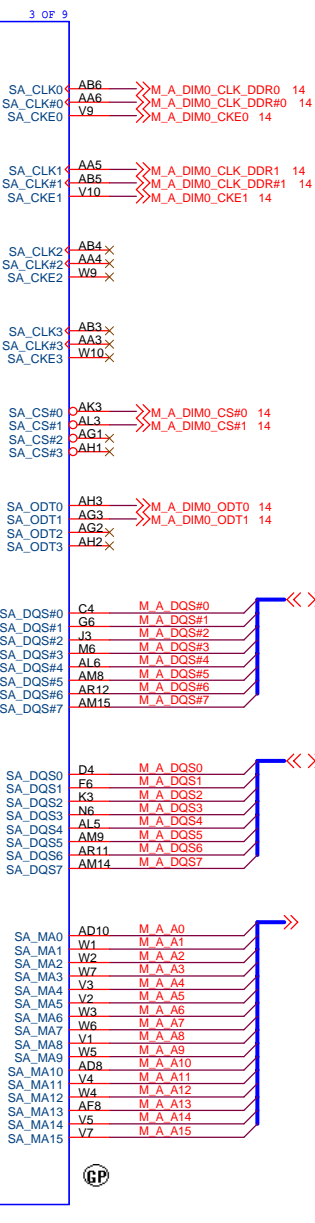 3 OF 9
SA_CLK0 AB6 M_A_DIM0_CLK_DDR0 14
SA_CLK#0 AA6 M_A_DIM0_CLK_DDR#0 14
SA_CKE0 V9 M_A_DIM0_CKE0 14
SA_CLK1 AA5 M_A_DIM0_CLK_DDR1 14
SA_CLK#1 AB5 M_A_DIM0_CLK_DDR#1 14
SA_CKE1 V10 M_A_DIM0_CKE1 14
SA_CLK2 AB4
SA_CLK#2 AA4
SA_CKE2 W9
SA_CLK3 AB3
SA_CLK#3 AA3
SA_CKE3 W10
SA_CS#0 AK3 M_A_DIM0_CS#0 14
SA_CS#1 AL3 M_A_DIM0_CS#1 14
SA_CS#2 AG1
SA_CS#3 AH1
SA_ODT0 AH3 M_A_DIM0_ODT0 14
SA_ODT1 AG3 M_A_DIM0_ODT1 14
SA_ODT2 AG2
SA_ODT3 AH2
SA_DQS#0 C4 M_A_DQS#0
SA_DQS#1 G6 M_A_DQS#1
SA_DQS#2 J3 M_A_DQS#2
SA_DQS#3 M6 M_A_DQS#3
SA_DQS#4 AL6 M_A_DQS#4
SA_DQS#5 AM8 M_A_DQS#5
SA_DQS#6 AR12 M_A_DQS#6
SA_DQS#7 AM15 M_A_DQS#7
SA_DQS0 D4 M_A_DQS0
SA_DQS1 F6 M_A_DQS1
SA_DQS2 K3 M_A_DQS2
SA_DQS3 N6 M_A_DQS3
SA_DQS4 AL5 M_A_DQS4
SA_DQS5 AM9 M_A_DQS5
SA_DQS6 AR11 M_A_DQS6
SA_DQS7 AM14 M_A_DQS7
SA_MA0 AD10 M_A_A0
SA_MA1 W1 M_A_A1
SA_MA2 W2 M_A_A2
SA_MA3 W7 M_A_A3
SA_MA4 V3 M_A_A4
SA_MA5 V2 M_A_A5
SA_MA6 W3 M_A_A6
SA_MA7 W6 M_A_A7
SA_MA8 V1 M_A_A8
SA_MA9 W5 M_A_A9
SA_MA10 AD8 M_A_A10
SA_MA11 V4 M_A_A11
SA_MA12 W4 M_A_A12
SA_MA13 AF8 M_A_A13
SA_MA14 V5 M_A_A14
SA_MA15 V7 M_A_A15
GP